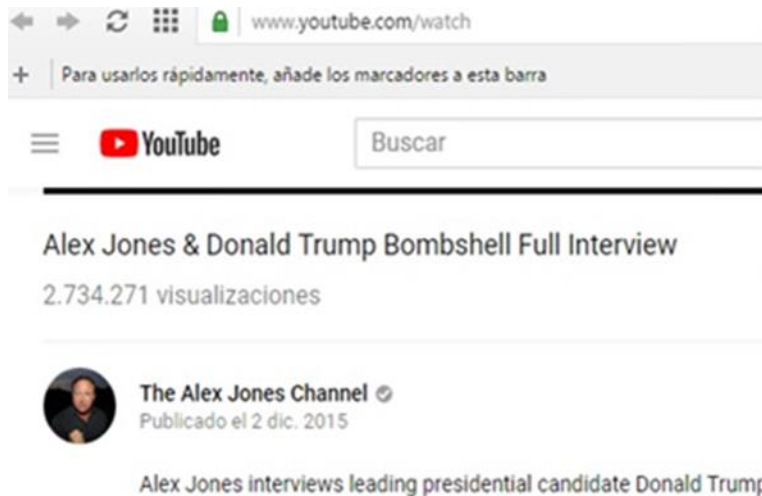 www.youtube.com/watch
+ Para usarlos rápidamente, añade los marcadores a esta barra
YouTube
Buscar
Alex Jones & Donald Trump Bombshell Full Interview
2.734.271 visualizaciones
The Alex Jones Channel
Publicado el 2 dic. 2015
Alex Jones interviews leading presidential candidate Donald Trump